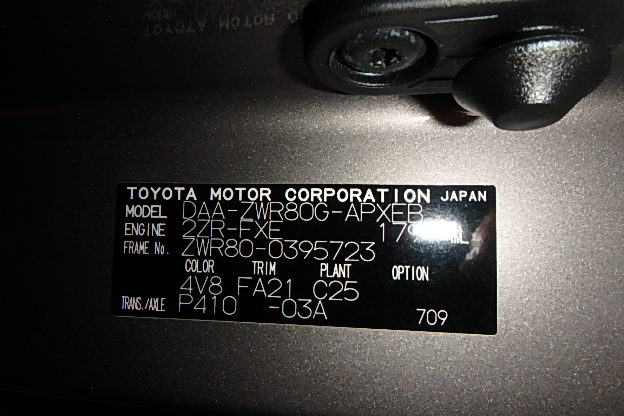 TOYOTA MOTOR CORPORATION JAPAN
MODEL DAA-ZWR80G-APXEB
ENGINE 2ZR-FXE 179
FRAME No. ZWR80-0395723
COLOR TRIM PLANT OPTION
4V8 FA21 C25
TRANS./AXLE P410 -03A
709